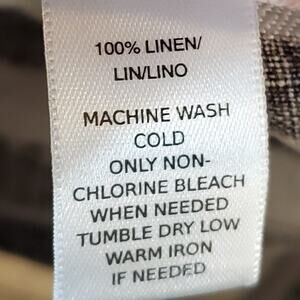 100% LINEN/
LIN/LINO
MACHINE WASH
COLD
ONLY NON-
CHLORINE BLEACH
WHEN NEEDED
TUMBLE DRY LOW
WARM IRON
IF NEEDED